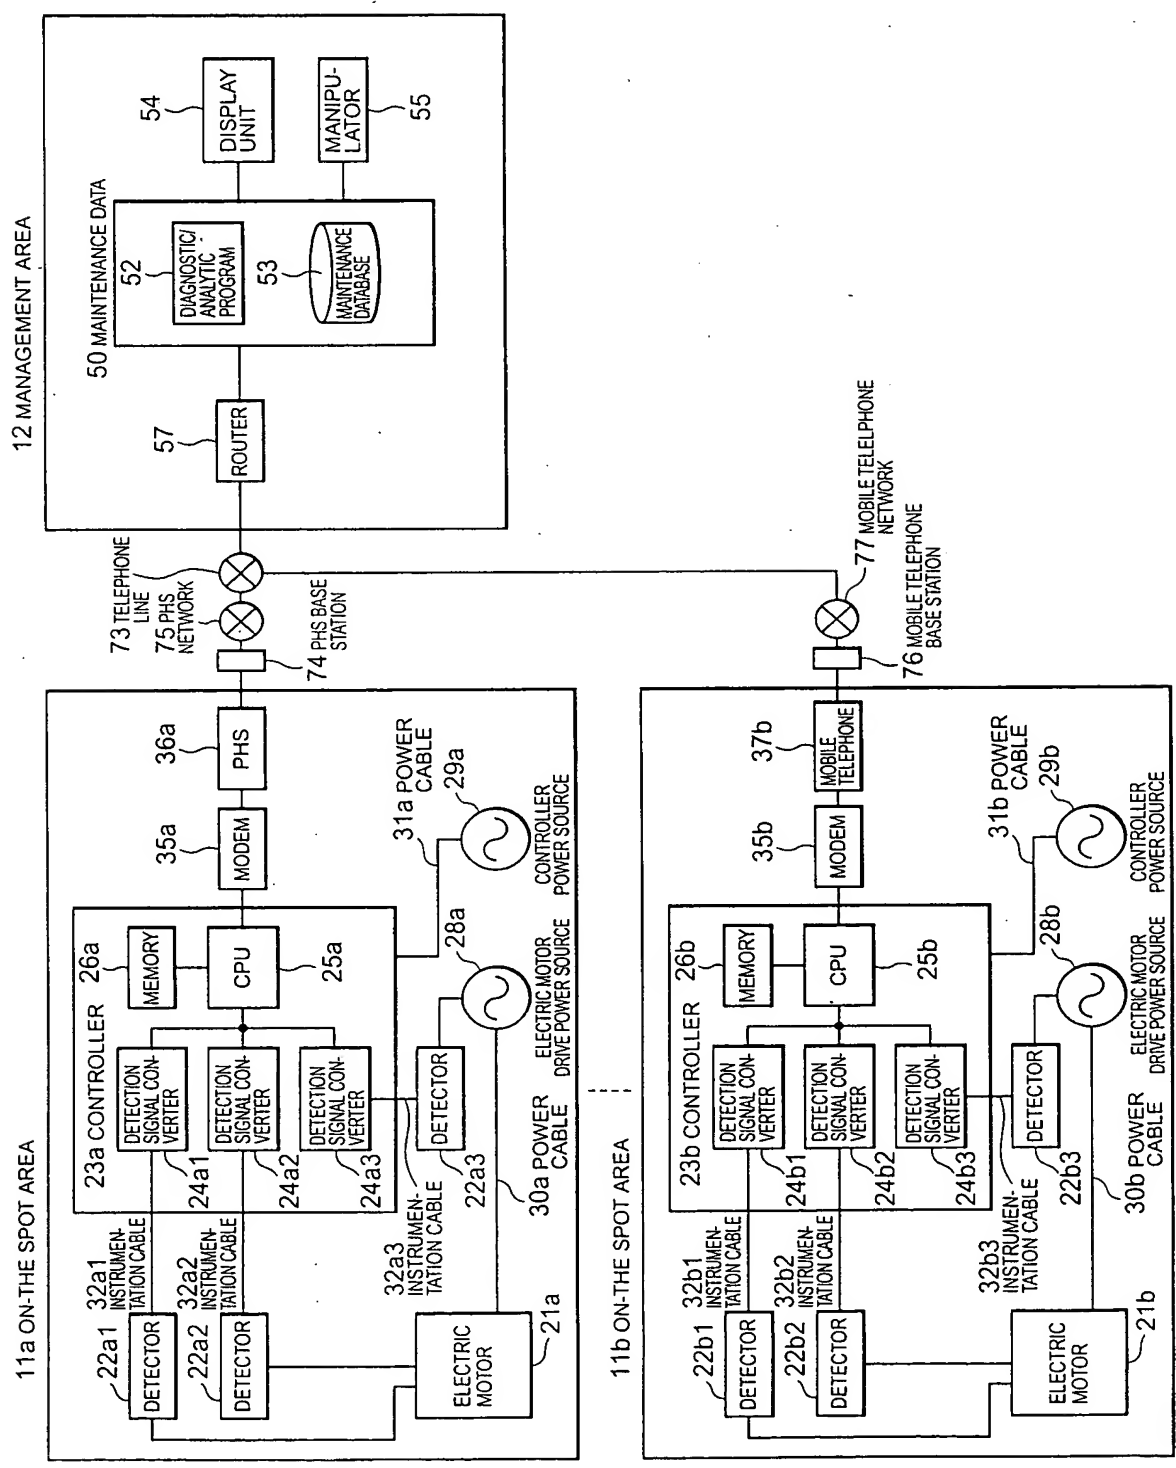 12 MANAGEMENT AREA
50 MAINTENANCE DATA
52
DIAGNOSTIC/
ANALYTIC
PROGRAM
53
MAINTENANCE
DATABASE
54
DISPLAY
UNIT
MANIPU-
LATOR
55
57
ROUTER
73 TELEPHONE
LINE
75 PHS
NETWORK
74 PHS BASE
STATION
77 MOBILE TELELPHONE
NETWORK
76 MOBILE TELEPHONE
BASE STATION
11a ON-THE SPOT AREA
22a1
DETECTOR
22a2
DETECTOR
32a1
INSTRUMEN-
TATION CABLE
32a2
INSTRUMEN-
TATION CABLE
32a3
INSTRUMEN-
TATION CABLE
ELECTRIC
MOTOR
21a
23a CONTROLLER
DETECTION
SIGNAL CON-
VERTER
24a1
DETECTION
SIGNAL CON-
VERTER
24a2
DETECTION
SIGNAL CON-
VERTER
24a3
DETECTOR
22a3
30a POWER
CABLE
26a
MEMORY
CPU
25a
28a
ELECTRIC MOTOR
DRIVE POWER SOURCE
35a
MODEM
36a
PHS
31a POWER
CABLE
29a
CONTROLLER
POWER SOURCE
11b ON-THE SPOT AREA
22b1
DETECTOR
22b2
DETECTOR
32b1
INSTRUMEN-
TATION CABLE
32b2
INSTRUMEN-
TATION CABLE
32b3
INSTRUMEN-
TATION CABLE
ELECTRIC
MOTOR
21b
23b CONTROLLER
DETECTION
SIGNAL CON-
VERTER
24b1
DETECTION
SIGNAL CON-
VERTER
24b2
DETECTION
SIGNAL CON-
VERTER
24b3
DETECTOR
22b3
30b POWER
CABLE
26b
MEMORY
CPU
25b
28b
ELECTRIC MOTOR
DRIVE POWER SOURCE
35b
MODEM
37b
MOBILE
TELEPHONE
31b POWER
CABLE
29b
CONTROLLER
POWER SOURCE